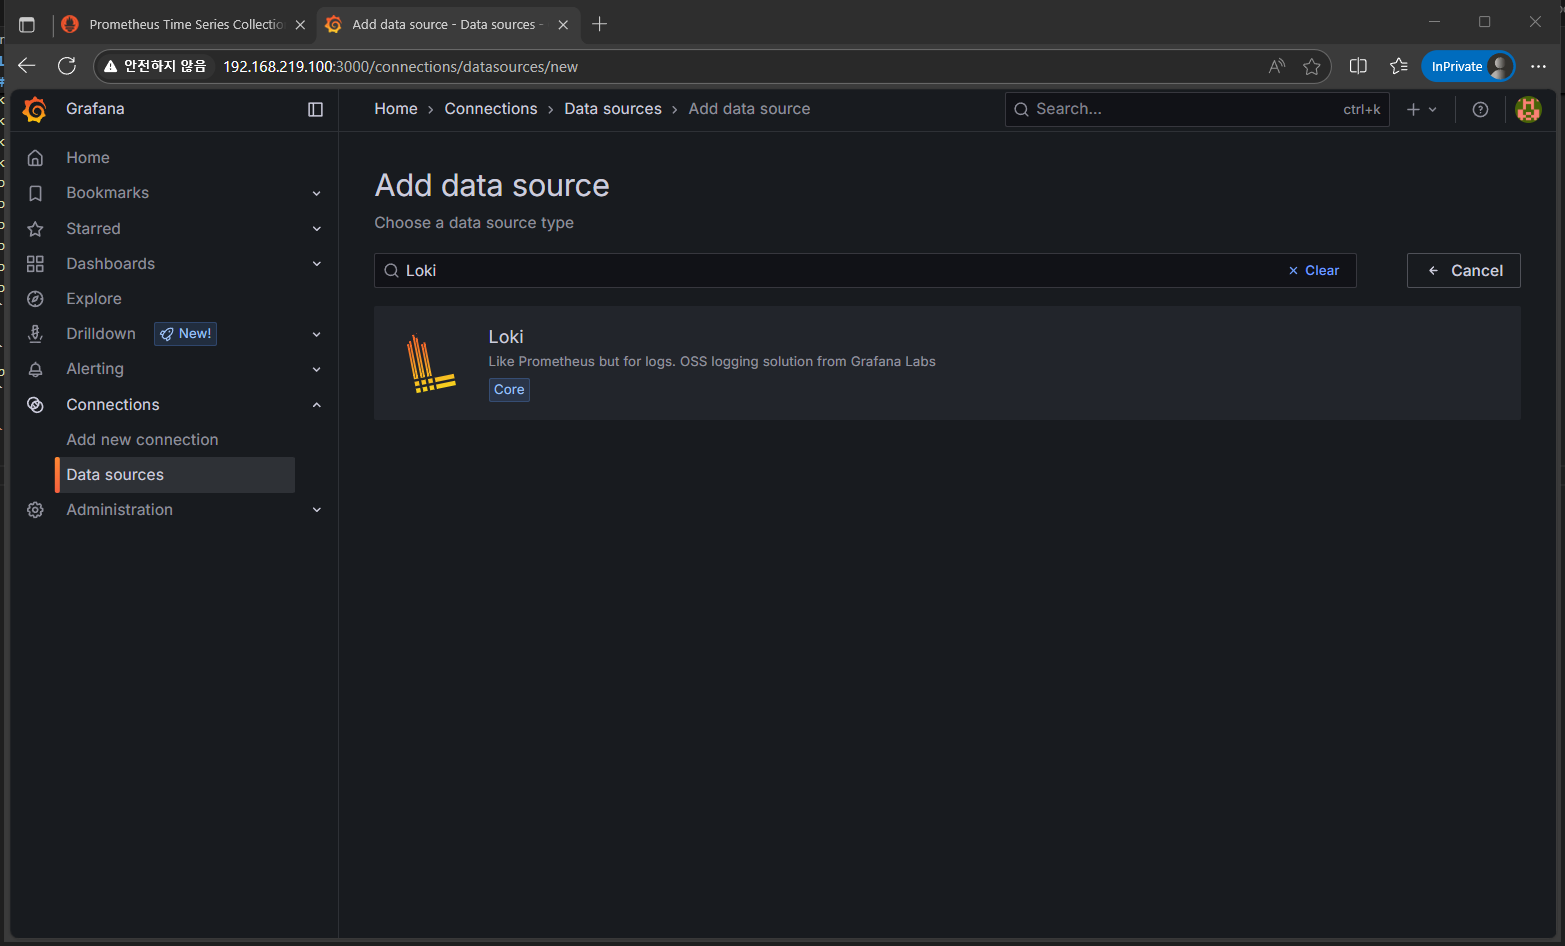 Prometheus Time Series Collectio
Add data source - Data sources -
안전하지 않음
192.168.219.100:3000/connections/datasources/new
InPrivate
Grafana
Home › Connections › Data sources › Add data source
Search...
ctrl+k
Home
Bookmarks
Starred
Dashboards
Explore
Drilldown
New!
Alerting
Connections
Add new connection
Data sources
Administration
Add data source
Choose a data source type
Loki
Clear
Cancel
Loki
Like Prometheus but for logs. OSS logging solution from Grafana Labs
Core